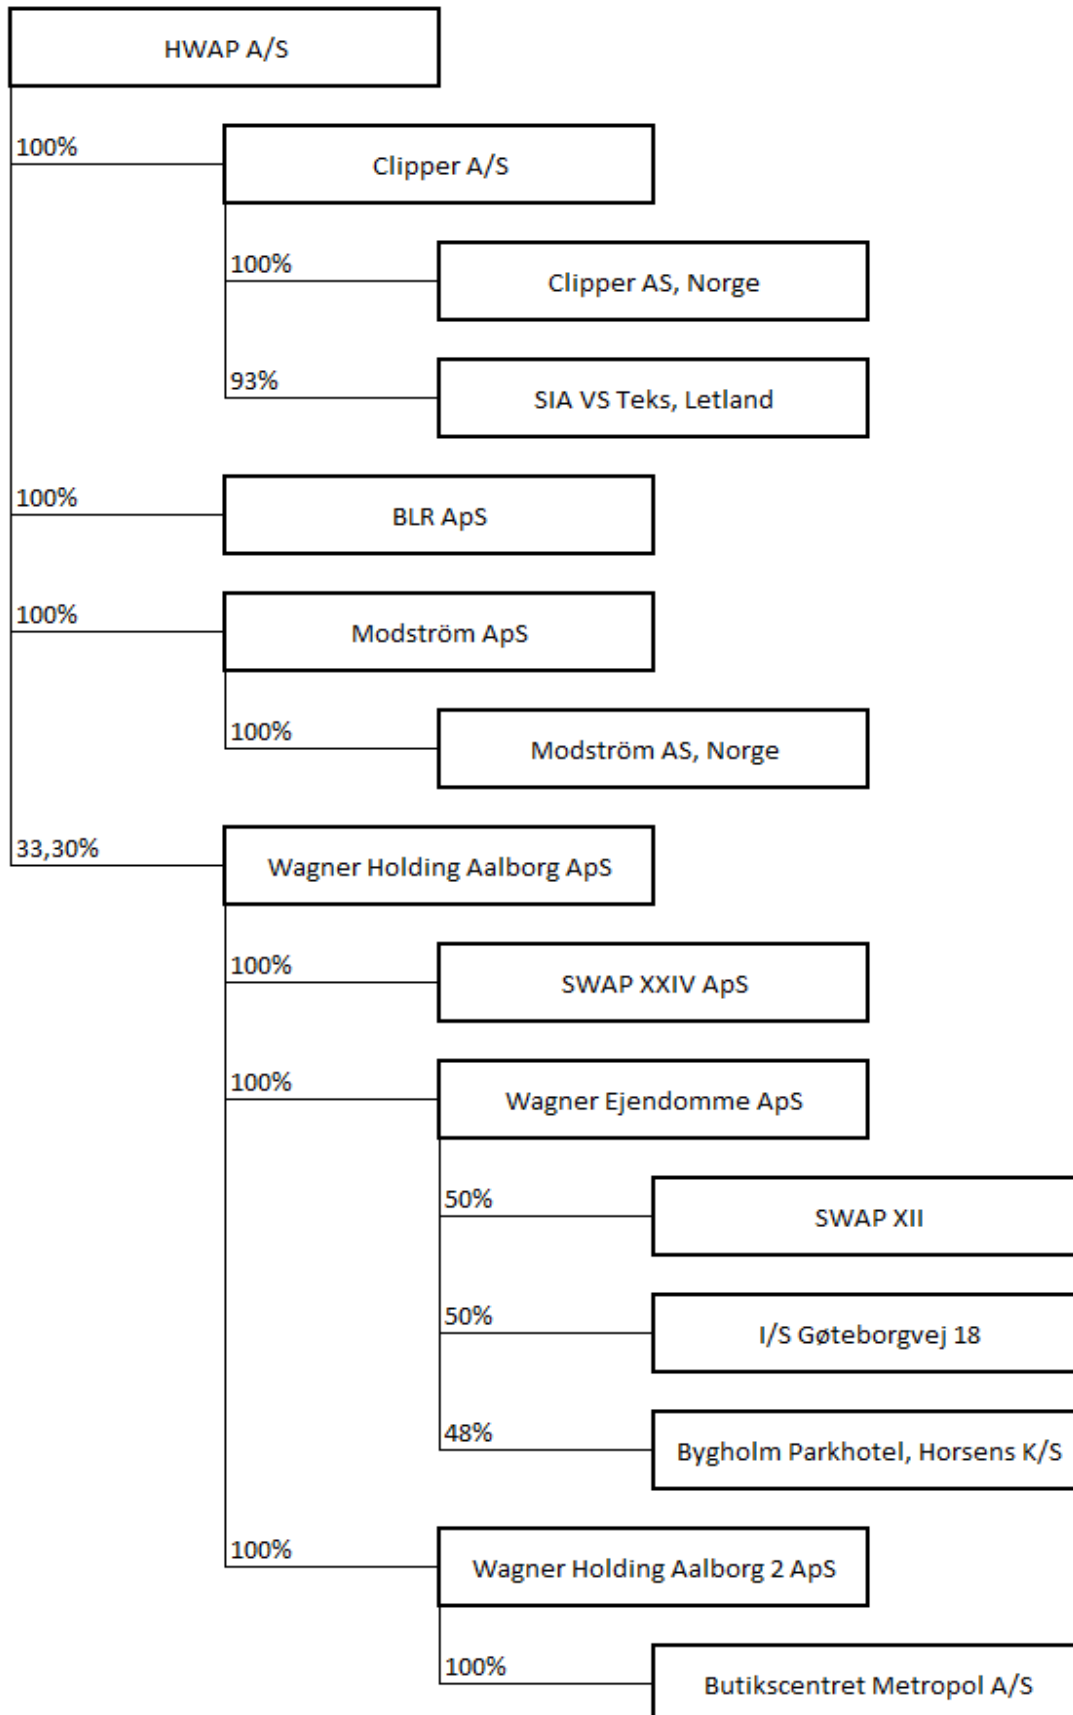 HWAP A/S
100%
Clipper A/S
100%
Clipper AS, Norge
93%
SIA VS Teks, Letland
100%
BLR ApS
100%
Modström ApS
100%
Modström AS, Norge
33,30%
Wagner Holding Aalborg ApS
100%
SWAP XXIV ApS
100%
Wagner Ejendomme ApS
50%
SWAP XII
50%
I/S Gøteborgvej 18
48%
Bygholm Parkhotel, Horsens K/S
100%
Wagner Holding Aalborg 2 ApS
100%
Butikscentret Metropol A/S